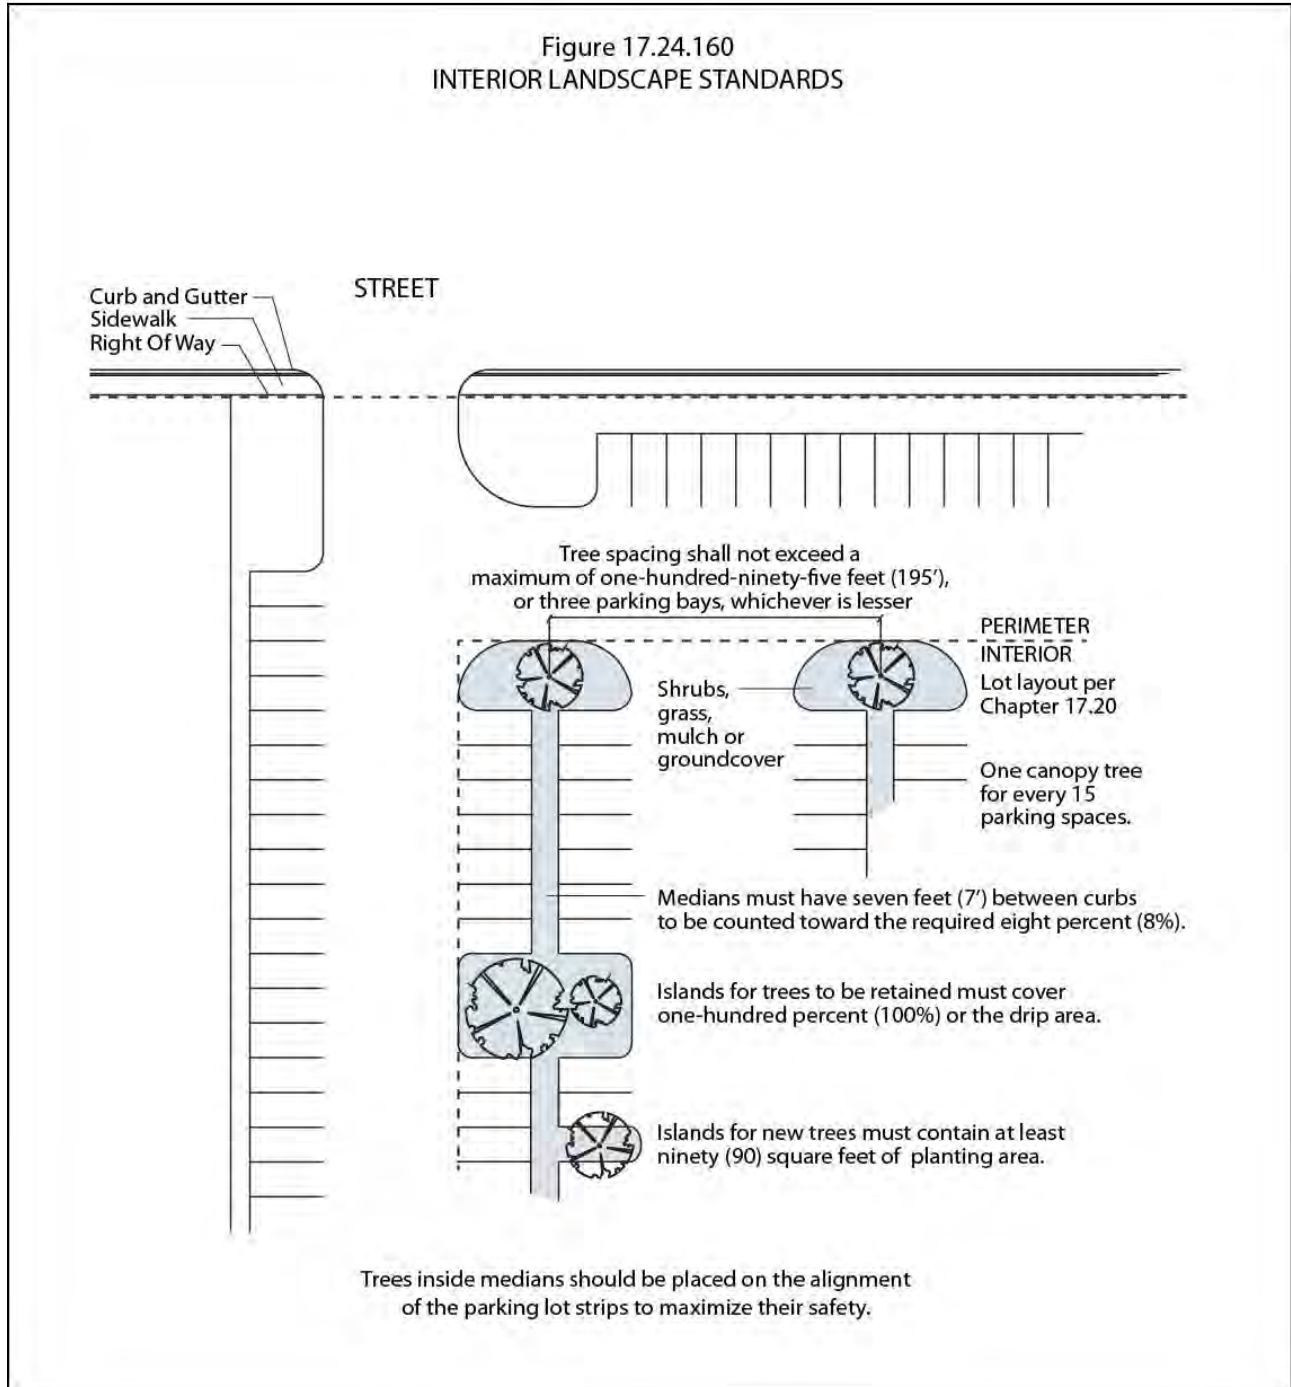 Figure 17.24.160
INTERIOR LANDSCAPE STANDARDS
STREET
Curb and Gutter
Sidewalk
Right Of Way
Tree spacing shall not exceed a
maximum of one-hundred-ninety-five feet (195'),
or three parking bays, whichever is lesser
PERIMETER
INTERIOR
Lot layout per
Chapter 17.20
Shrubs,
grass,
mulch or
groundcover
One canopy tree
for every 15
parking spaces.
Medians must have seven feet (7') between curbs
to be counted toward the required eight percent (8%).
Islands for trees to be retained must cover
one-hundred percent (100%) or the drip area.
Islands for new trees must contain at least
ninety (90) square feet of planting area.
Trees inside medians should be placed on the alignment
of the parking lot strips to maximize their safety.